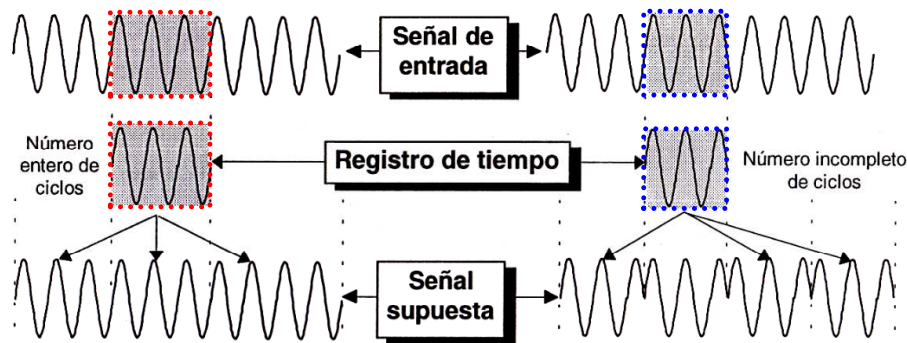 Señal de
entrada
Número
entero de
ciclos
Registro de tiempo
Número incompleto
de ciclos
Señal
supuesta